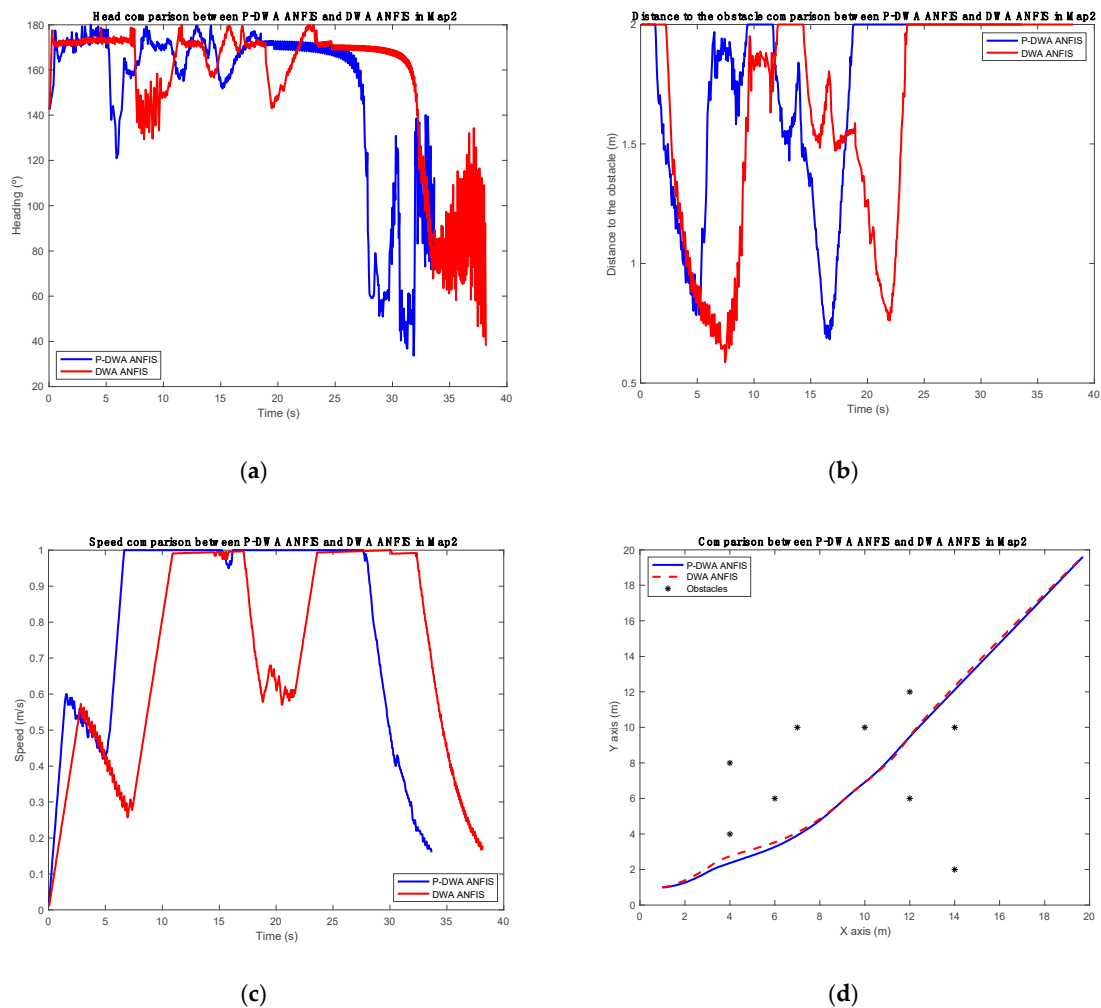 Head comparison between P-DWA ANFIS and DWA ANFIS in Map2
180
160
140
120
100
80
60
40
20
Heading (º)
P-DWA ANFIS
DWA ANFIS
0 5 10 15 20 25 30 35 40
Time (s)
(a)
Distance to the obstacle comparison between P-DWA ANFIS and DWA ANFIS in Map2
2
1.5
1
0.5
Distance to the obstacle (m)
P-DWA ANFIS
DWA ANFIS
0 5 10 15 20 25 30 35 40
Time (s)
(b)
Speed comparison between P-DWA ANFIS and DWA ANFIS in Map2
1
0.9
0.8
0.7
0.6
0.5
0.4
0.3
0.2
0.1
0
Speed (m/s)
P-DWA ANFIS
DWA ANFIS
0 5 10 15 20 25 30 35 40
Time (s)
(c)
Comparison between P-DWA ANFIS and DWA ANFIS in Map2
20
18
16
14
12
10
8
6
4
2
0
Y axis (m)
P-DWA ANFIS
DWA ANFIS
Obstacles
2 4 6 8 10 12 14 16 18 20
X axis (m)
(d)